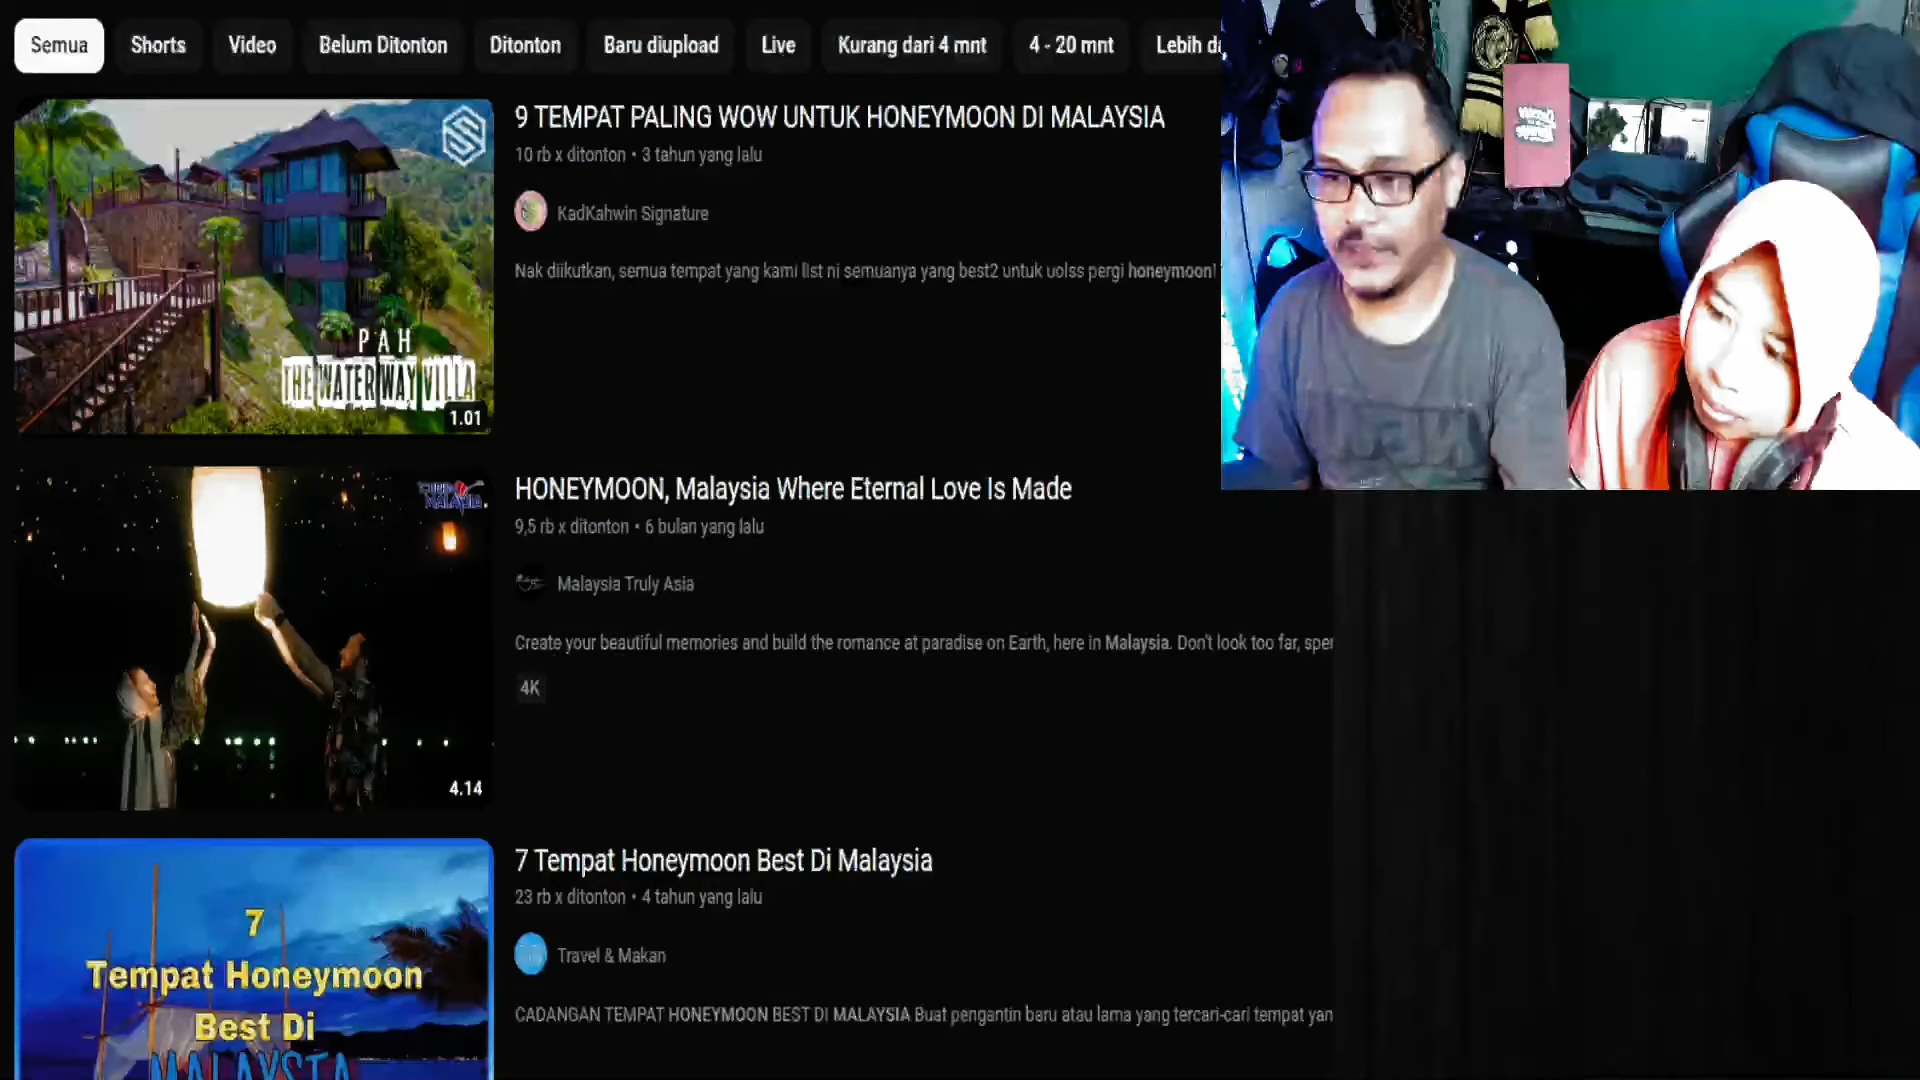 Semua
Shorts
Video
Belum Ditonton
Ditonton
Baru diupload
Live
Kurang dari 4 mnt
4 - 20 mnt
Lebih
9 TEMPAT PALING WOW UNTUK HONEYMOON DI MALAYSIA
10 rb x ditonton • 3 tahun yang lalu
KadKahwin Signature
Nak diikutkan, semua tempat yang kami list ni semuanya yang best2 untuk uolss pergi honeymoon!
PAH
THE WATER WAY VILLA
1.01
HONEYMOON, Malaysia Where Eternal Love Is Made
9,5 rb x ditonton • 6 bulan yang lalu
Malaysia Truly Asia
Create your beautiful memories and build the romance at paradise on Earth, here in Malaysia. Don't look too far,
4K
MALAYSIA
4.14
7 Tempat Honeymoon Best Di Malaysia
23 rb x ditonton • 4 tahun yang lalu
Travel & Makan
CADANGAN TEMPAT HONEYMOON BEST DI MALAYSIA Buat pengantin baru atau lama yang tercari-cari tempat
7
Tempat Honeymoon
Best Di
MALAYSIA